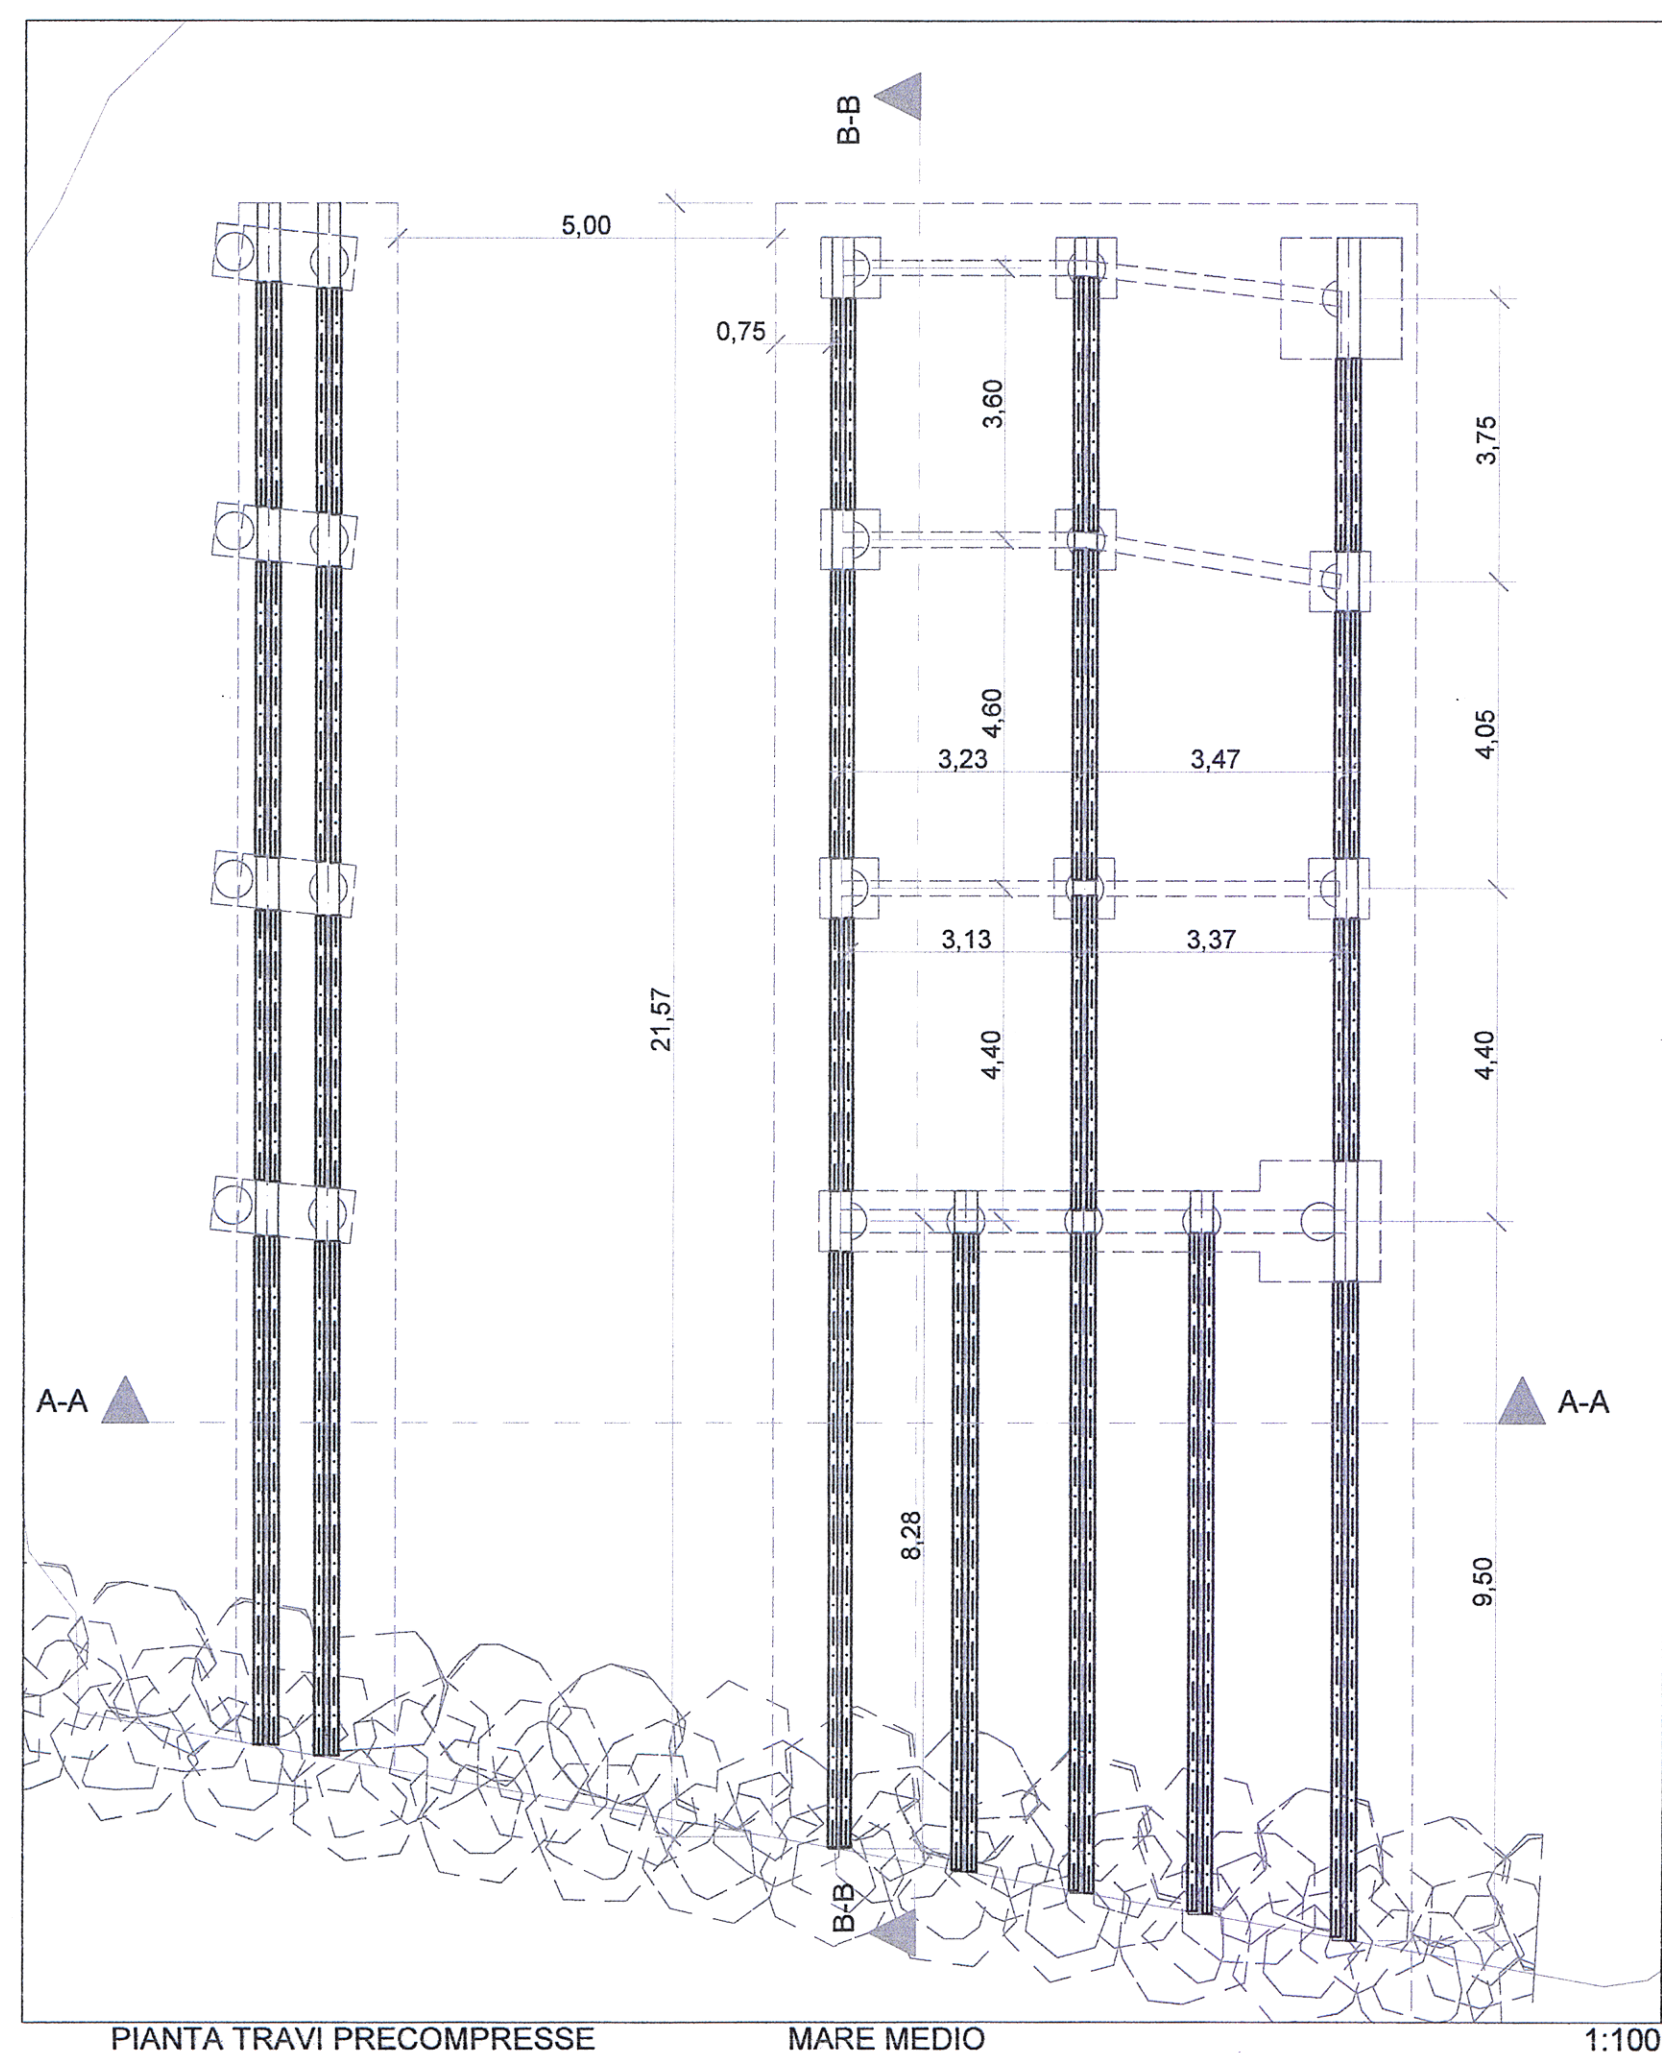 B-B
5,00
0,75
3,60
3,75
4,60
4,05
3,23
3,47
3,13
3,37
21,57
4,40
4,40
A-A
A-A
8,28
9,50
B-B
PIANTA TRAVI PRECOMPRESSE
MARE MEDIO
1:100